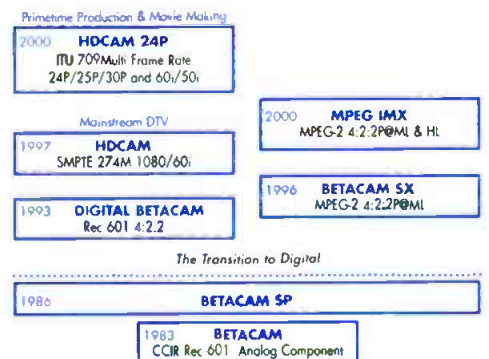 Primetime Production & Movie Making
2000 HDCAM 24P
ITU 709Multi Frame Rate
24P/25P/30P and 60i/50i
2000 MPEG IMX
MPEG-2 4:2:2P@ML & HL
Mainstream DTV
1997 HDCAM
SMPTE 274M 1080/60i
1996 BETACAM SX
MPEG-2 4:2:2P@ML
1993 DIGITAL BETACAM
Rec 601 4:2.2
The Transition to Digital
1986 BETACAM SP
1983 BETACAM
CCIR Rec 601 Analog Component